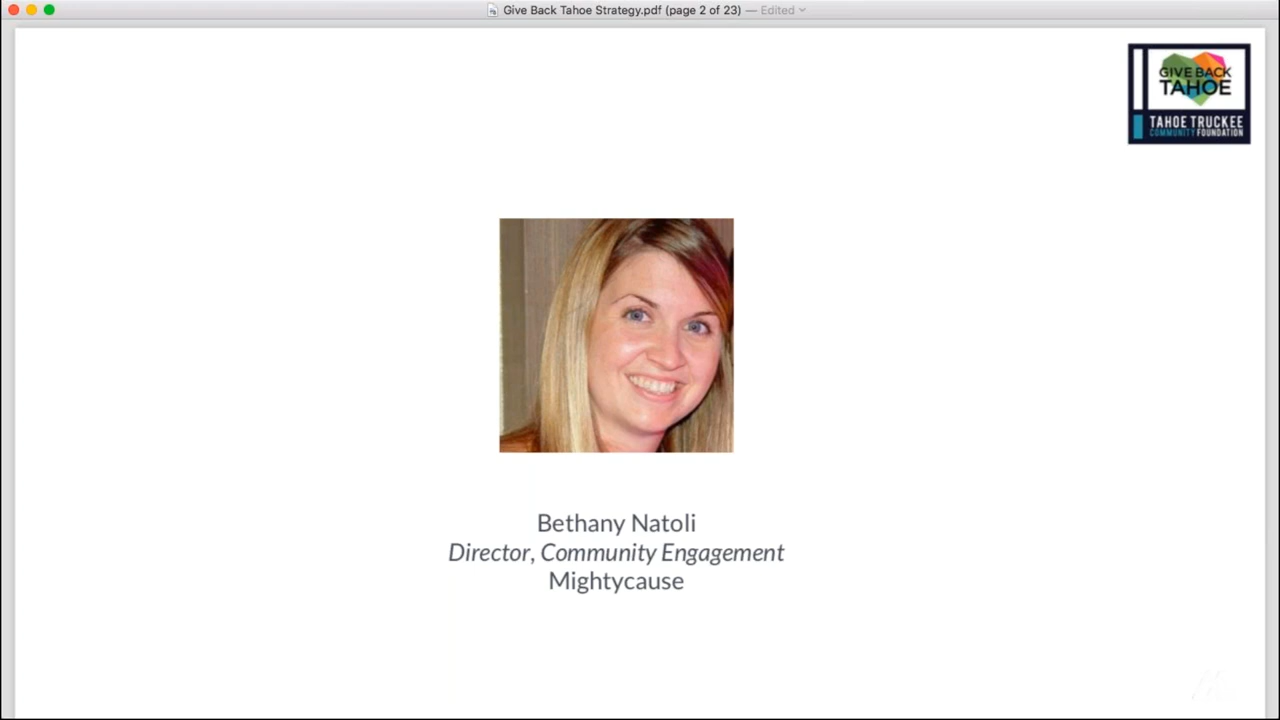 Give Back Tahoe Strategy.pdf (page 2 of 23) — Edited
GIVE BACK
TAHOE
TAHOE TRUCKEE
COMMUNITY FOUNDATION
Bethany Natoli
Director, Community Engagement
Mightycause